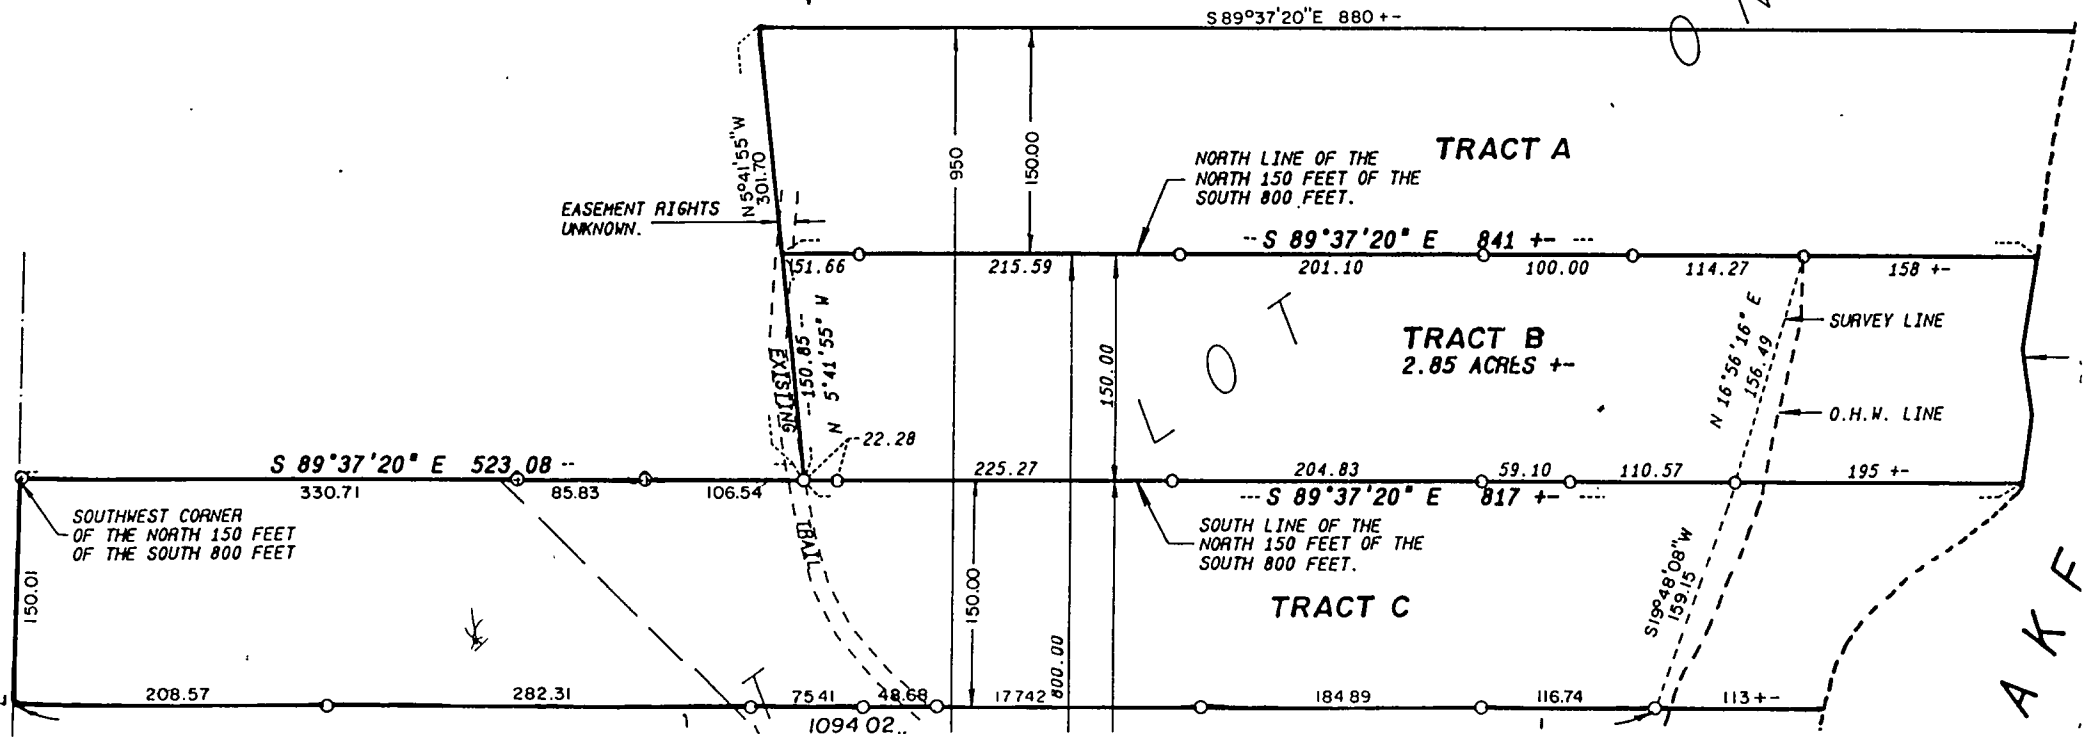 S 89°37'20"E 880 +-
N 5°41'55"W
301.70
950
150.00
TRACT A
NORTH LINE OF THE
NORTH 150 FEET OF THE
SOUTH 800 FEET.
EASEMENT RIGHTS
UNKNOWN.
-- S 89°37'20" E 841 +- ---
51.66
215.59
201.10
100.00
114.27
158 +-
EXISTING
-- 150.85 --
N 5°41'55" W
150.00
LOT
TRACT B
2.85 ACRES +-
N 16°56'16" E
156.49
SURVEY LINE
O.H.W. LINE
22.28
S 89°37'20" E 523.08 --
330.71
85.83
106.54
225.27
204.83
59.10
110.57
195 +-
--- S 89°37'20" E 817 +- ---
SOUTHWEST CORNER
OF THE NORTH 150 FEET
OF THE SOUTH 800 FEET
SOUTH LINE OF THE
NORTH 150 FEET OF THE
SOUTH 800 FEET.
TRAIL
150.01
150.00
800.00
TRACT C
S19°48'08"W
159.15
208.57
282.31
75 41
48.68
177 42
184 89
116.74
113 +-
1094 02